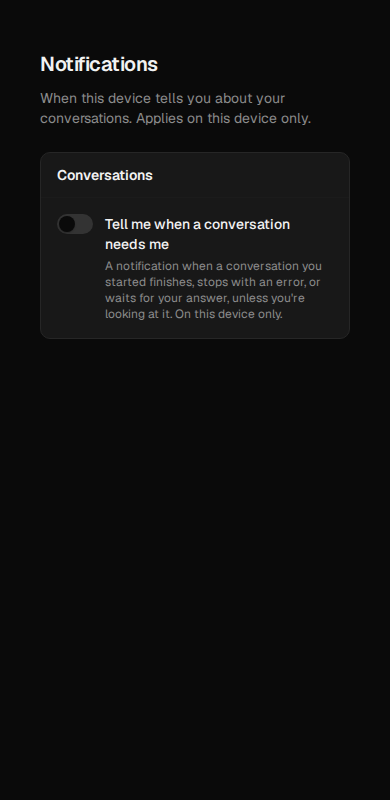 Notifications
When this device tells you about your
conversations. Applies on this device only.
Conversations
Tell me when a conversation
needs me
A notification when a conversation you
started finishes, stops with an error, or
waits for your answer, unless you're
looking at it. On this device only.